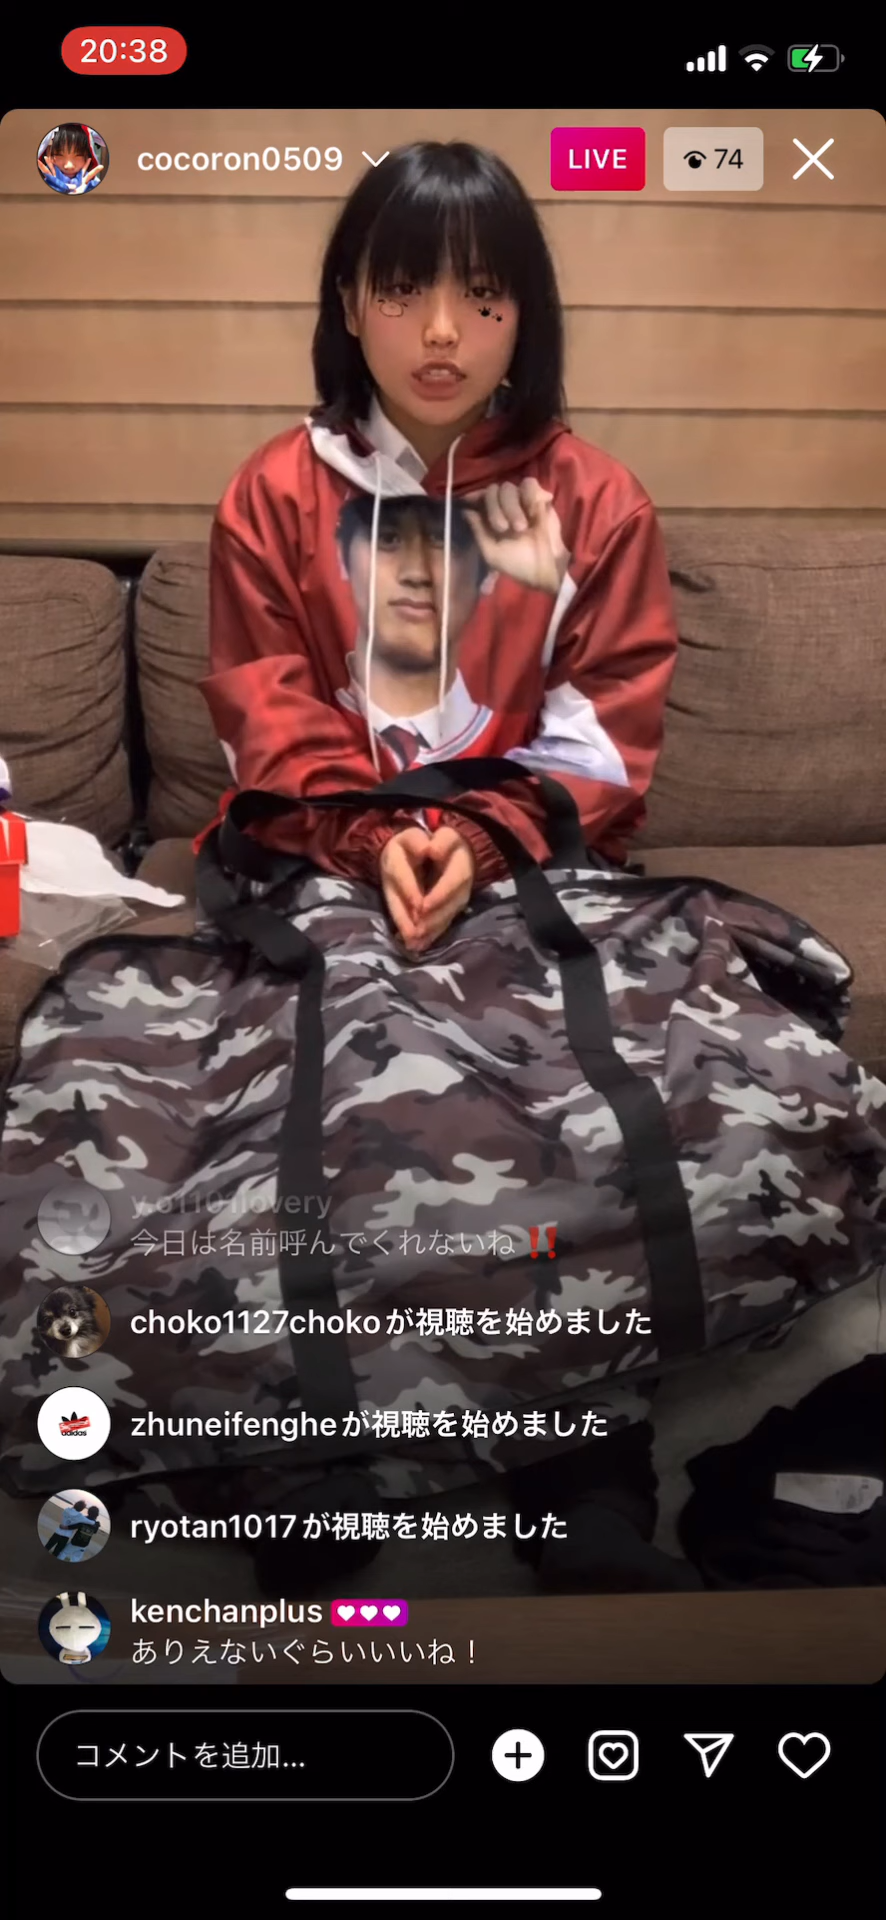 20:38
cocoron0509
LIVE
74
y.o1101lovery
今日は名前呼んでくれないね‼️
choko1127chokoが視聴を始めました
zhuneifengheが視聴を始めました
adidas
ryotan1017が視聴を始めました
kenchanplus
ありえないぐらいいいね！
コメントを追加...